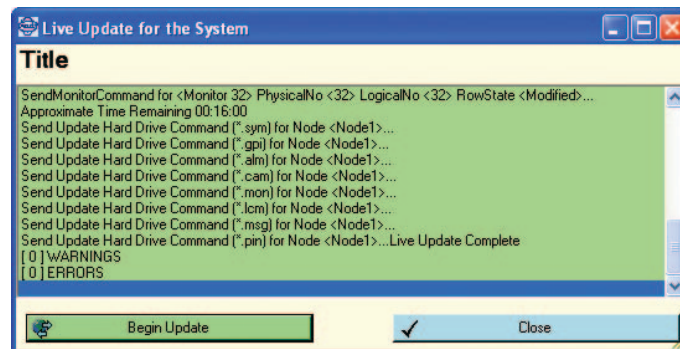 Live Update for the System
Title
SendMonitorCommand for <Monitor 32> PhysicalNo <32> LogicalNo <32> RowState <Modified>...
Approximate Time Remaining 00:16:00
Send Update Hard Drive Command (*.sym) for Node <Node1>...
Send Update Hard Drive Command (*.gpi) for Node <Node1>...
Send Update Hard Drive Command (*.alm) for Node <Node1>...
Send Update Hard Drive Command (*.cam) for Node <Node1>...
Send Update Hard Drive Command (*.mon) for Node <Node1>...
Send Update Hard Drive Command (*.lcm) for Node <Node1>...
Send Update Hard Drive Command (*.msg) for Node <Node1>...
Send Update Hard Drive Command (*.pin) for Node <Node1>...Live Update Complete
[ 0 ] WARNINGS
[ 0 ] ERRORS
Begin Update
Close